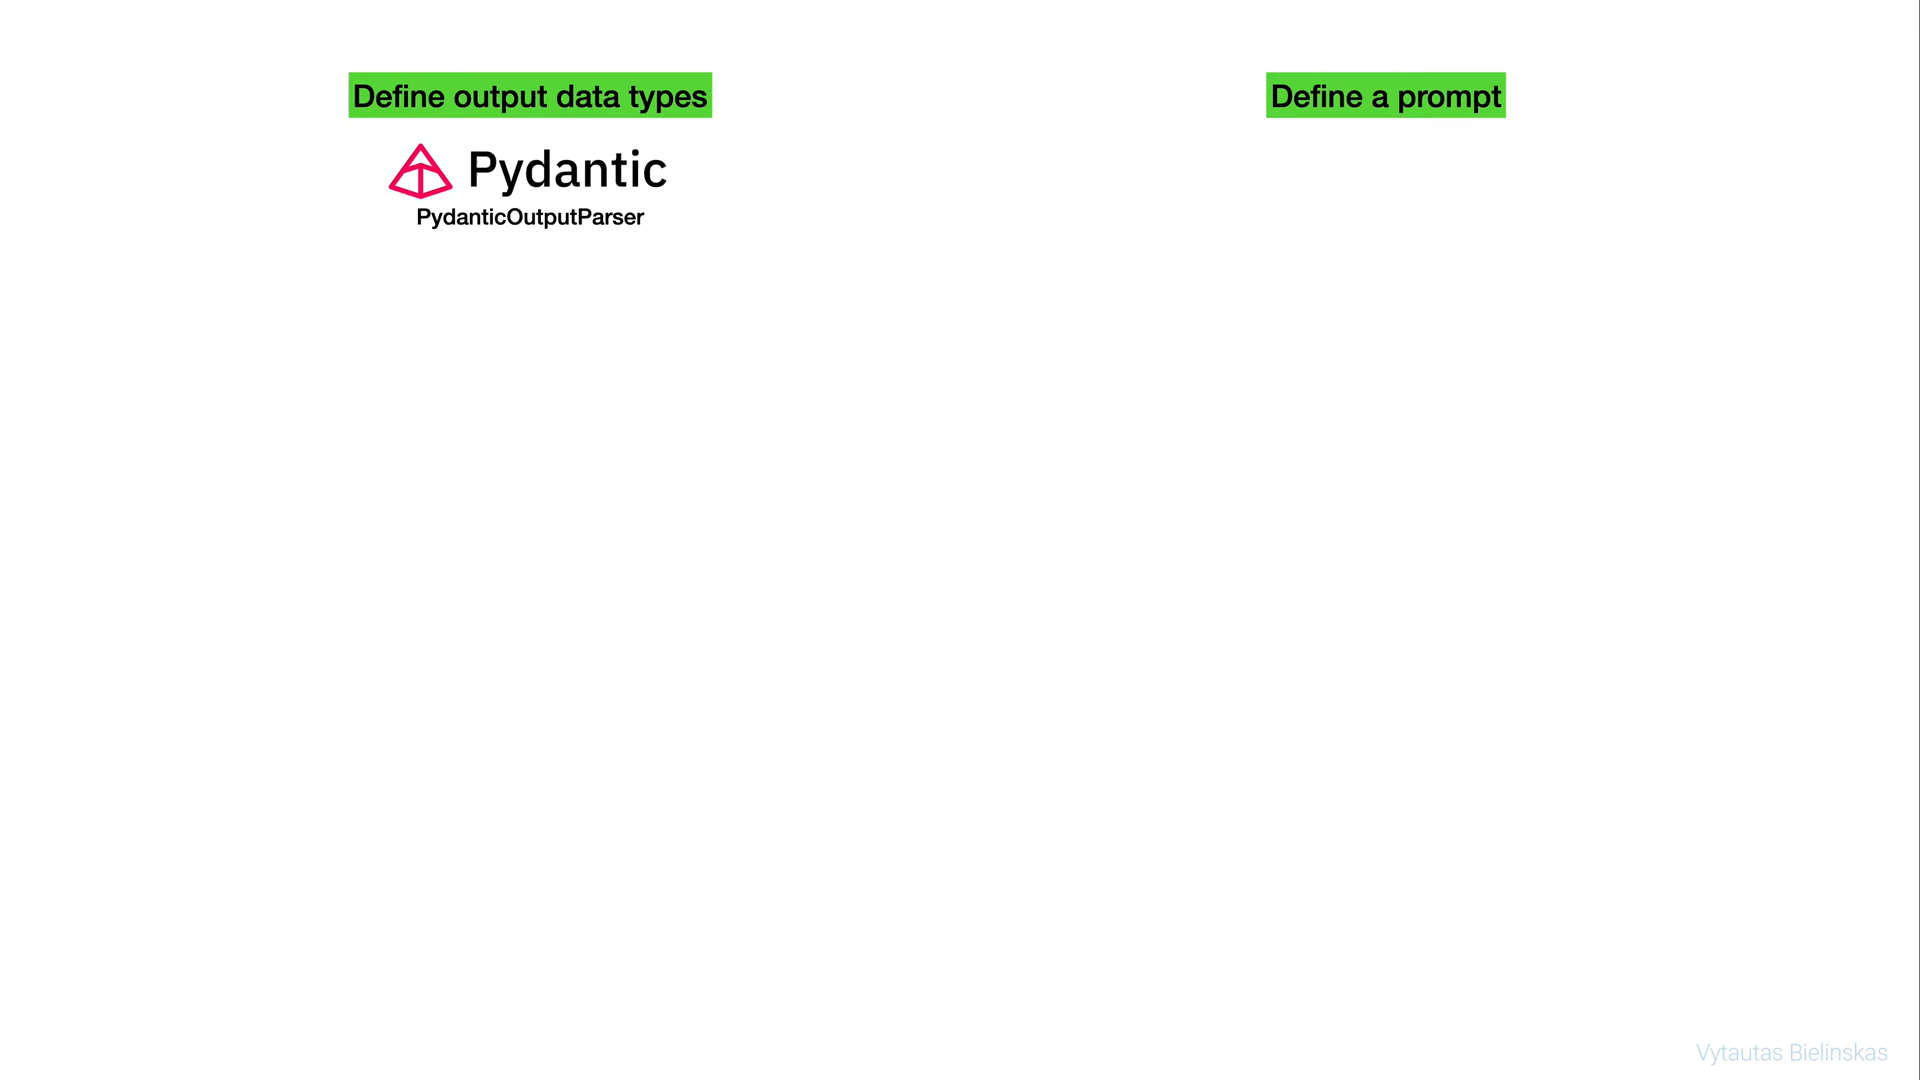 Define output data types
Pydantic
PydanticOutputParser
Define a prompt
Vytautas Bielinskas